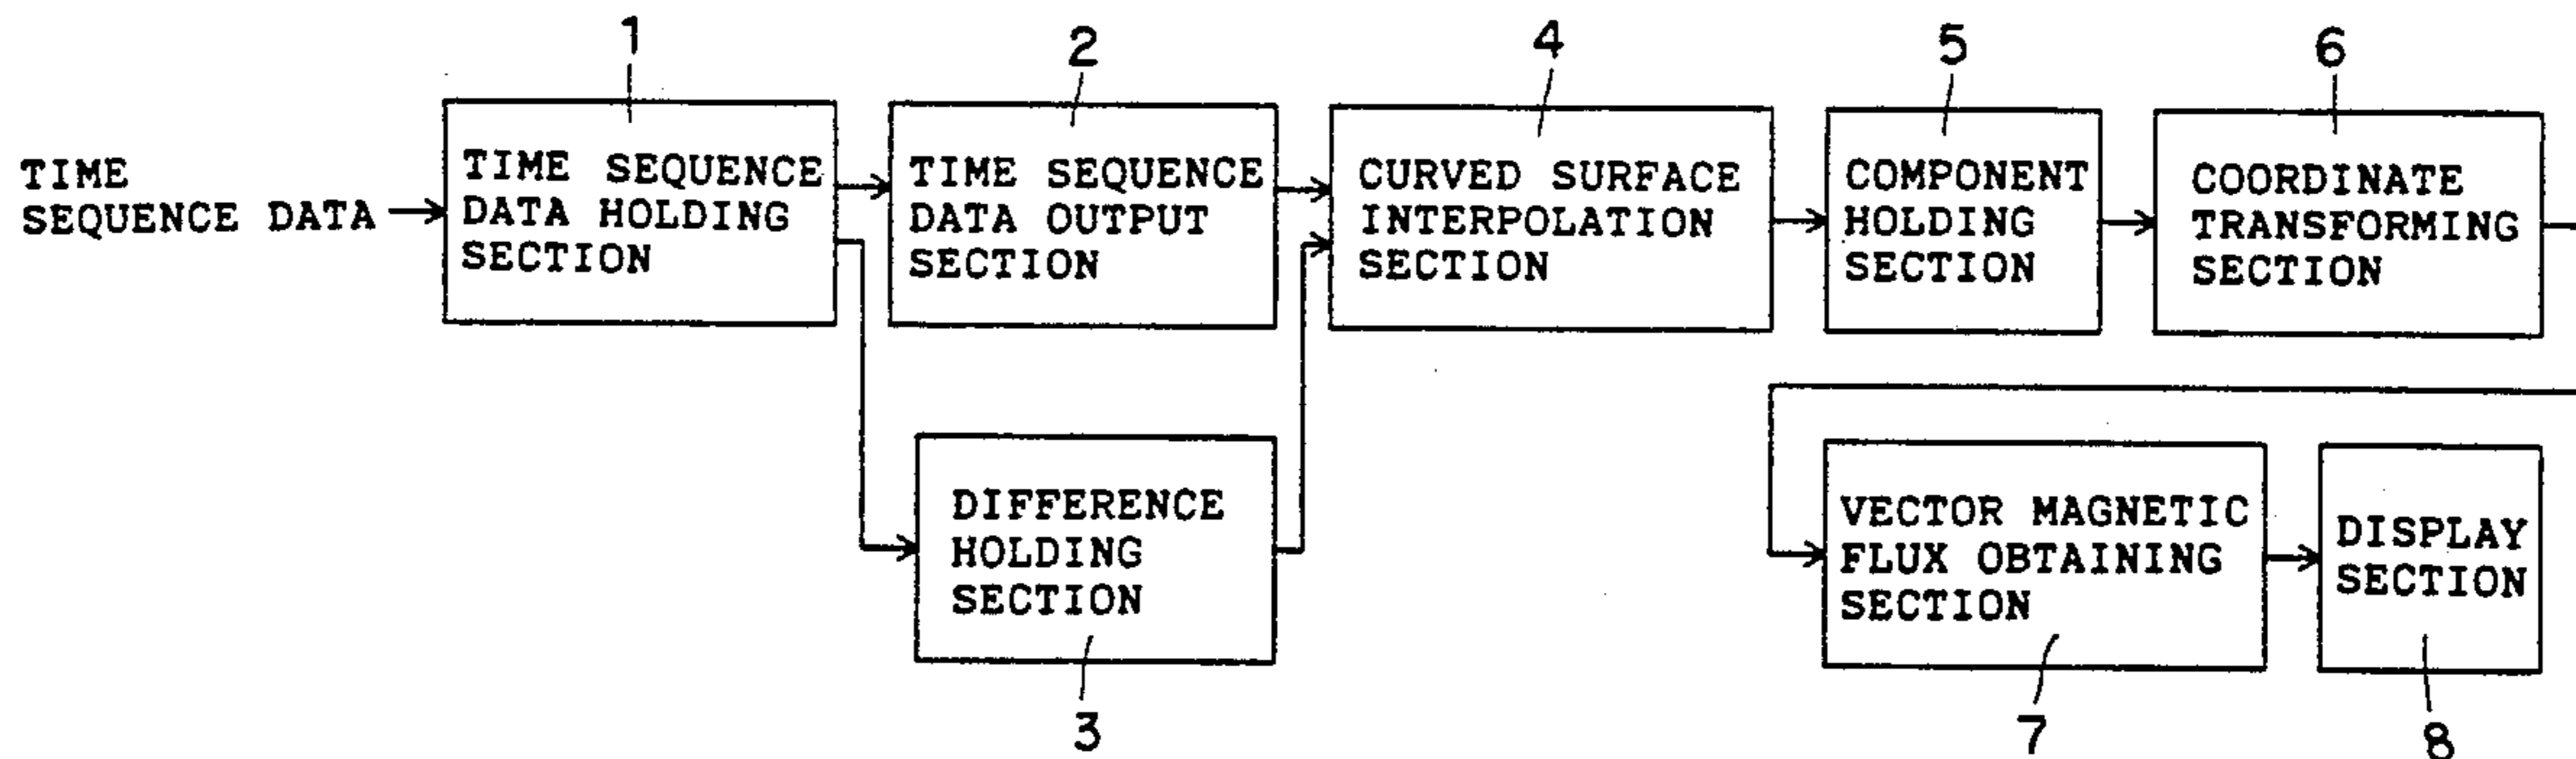 1
2
4
5
6
TIME
SEQUENCE DATA
TIME SEQUENCE
DATA HOLDING
SECTION
TIME SEQUENCE
DATA OUTPUT
SECTION
CURVED SURFACE
INTERPOLATION
SECTION
COMPONENT
HOLDING
SECTION
COORDINATE
TRANSFORMING
SECTION
DIFFERENCE
HOLDING
SECTION
VECTOR MAGNETIC
FLUX OBTAINING
SECTION
DISPLAY
SECTION
3
7
8